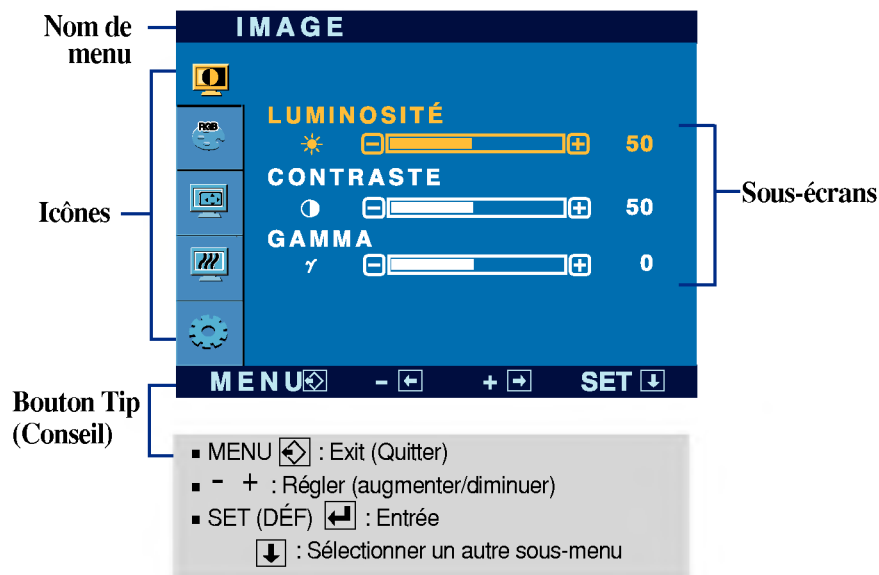 Nom de
menu
IMAGE
RGB
LUMINOSITÉ
50
CONTRASTE
50
GAMMA
γ 0
Icônes
Sous-écrans
MENU - + SET
Bouton Tip
(Conseil)
▪ MENU : Exit (Quitter)
▪ - + : Régler (augmenter/diminuer)
▪ SET (DÉF) : Entrée
: Sélectionner un autre sous-menu